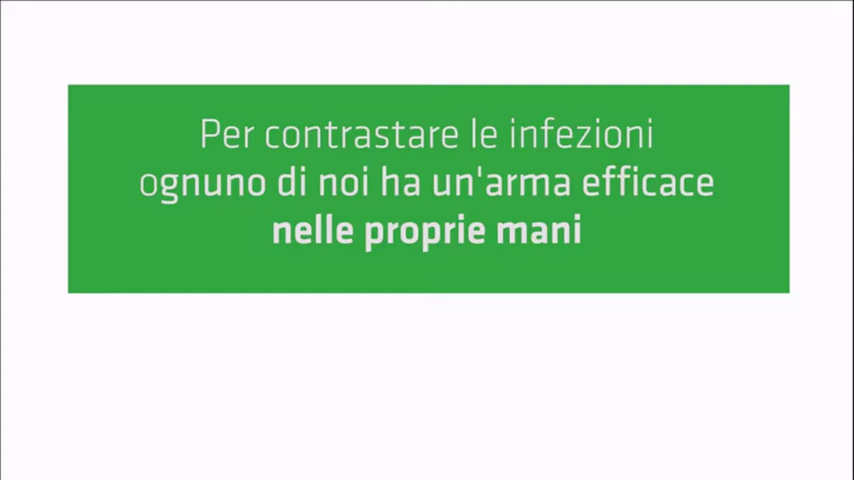 Per contrastare le infezioni
ognuno di noi ha un'arma efficace
nelle proprie mani